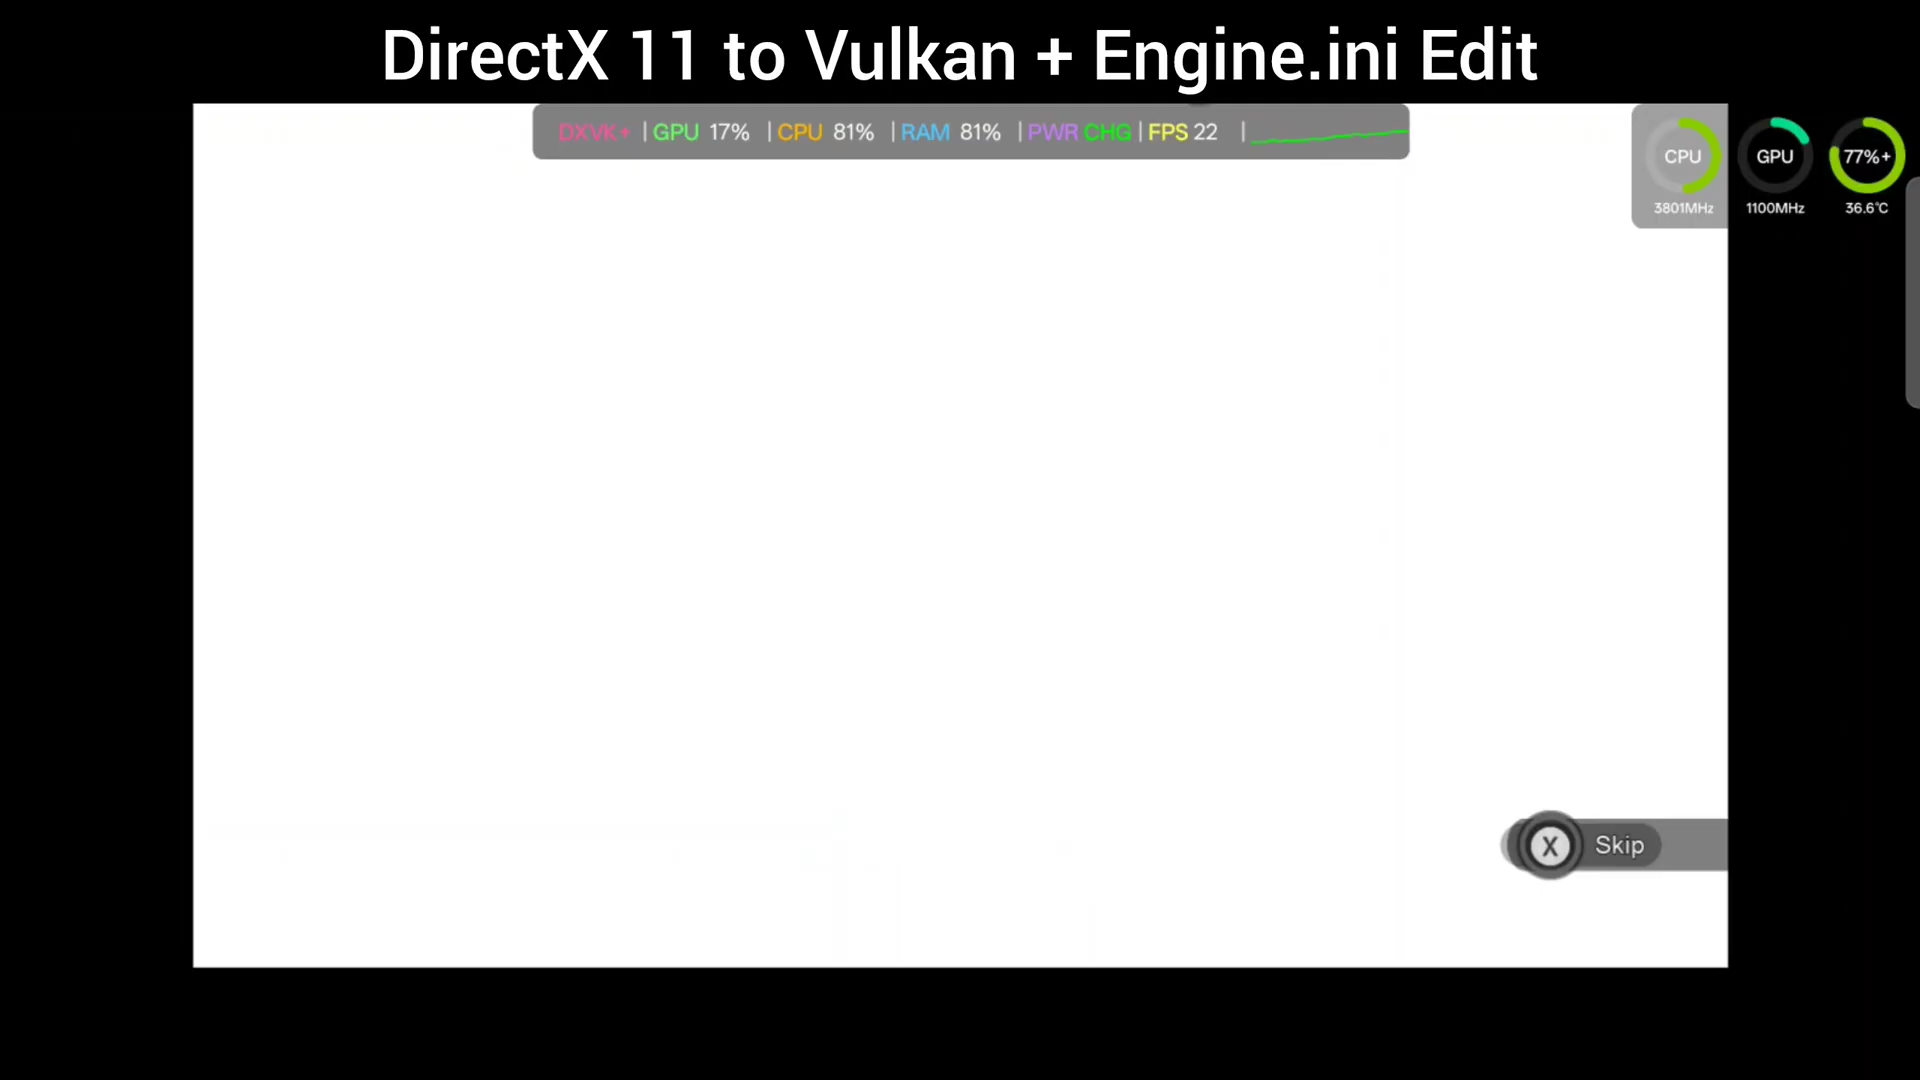 DirectX 11 to Vulkan + Engine.ini Edit
DXVK+ | GPU 17% | CPU 81% | RAM 81% | PWR CHG | FPS 22 |
CPU GPU 77%+
3801MHz 1100MHz 36.6℃
X Skip